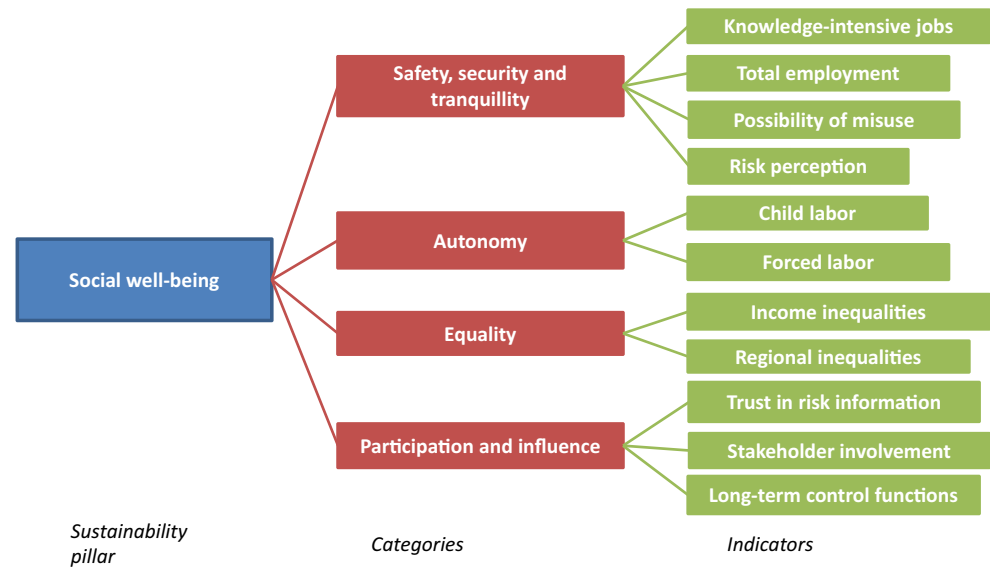 Knowledge-intensive jobs
Safety, security and
tranquillity
Total employment
Possibility of misuse
Risk perception
Child labor
Autonomy
Forced labor
Social well-being
Income inequalities
Equality
Regional inequalities
Trust in risk information
Participation and influence
Stakeholder involvement
Long-term control functions
Sustainability
pillar
Categories
Indicators